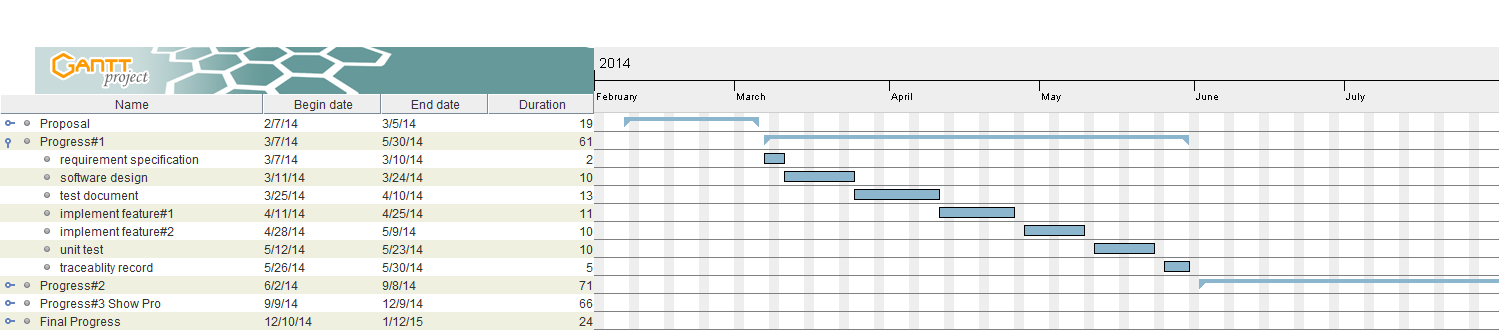 GANTT project
2014
Name Begin date End date Duration
February March April May June July
Proposal 2/7/14 3/5/14 19
Progress#1 3/7/14 5/30/14 61
requirement specification 3/7/14 3/10/14 2
software design 3/11/14 3/24/14 10
test document 3/25/14 4/10/14 13
implement feature#1 4/11/14 4/25/14 11
implement feature#2 4/28/14 5/9/14 10
unit test 5/12/14 5/23/14 10
traceablity record 5/26/14 5/30/14 5
Progress#2 6/2/14 9/8/14 71
Progress#3 Show Pro 9/9/14 12/9/14 66
Final Progress 12/10/14 1/12/15 24